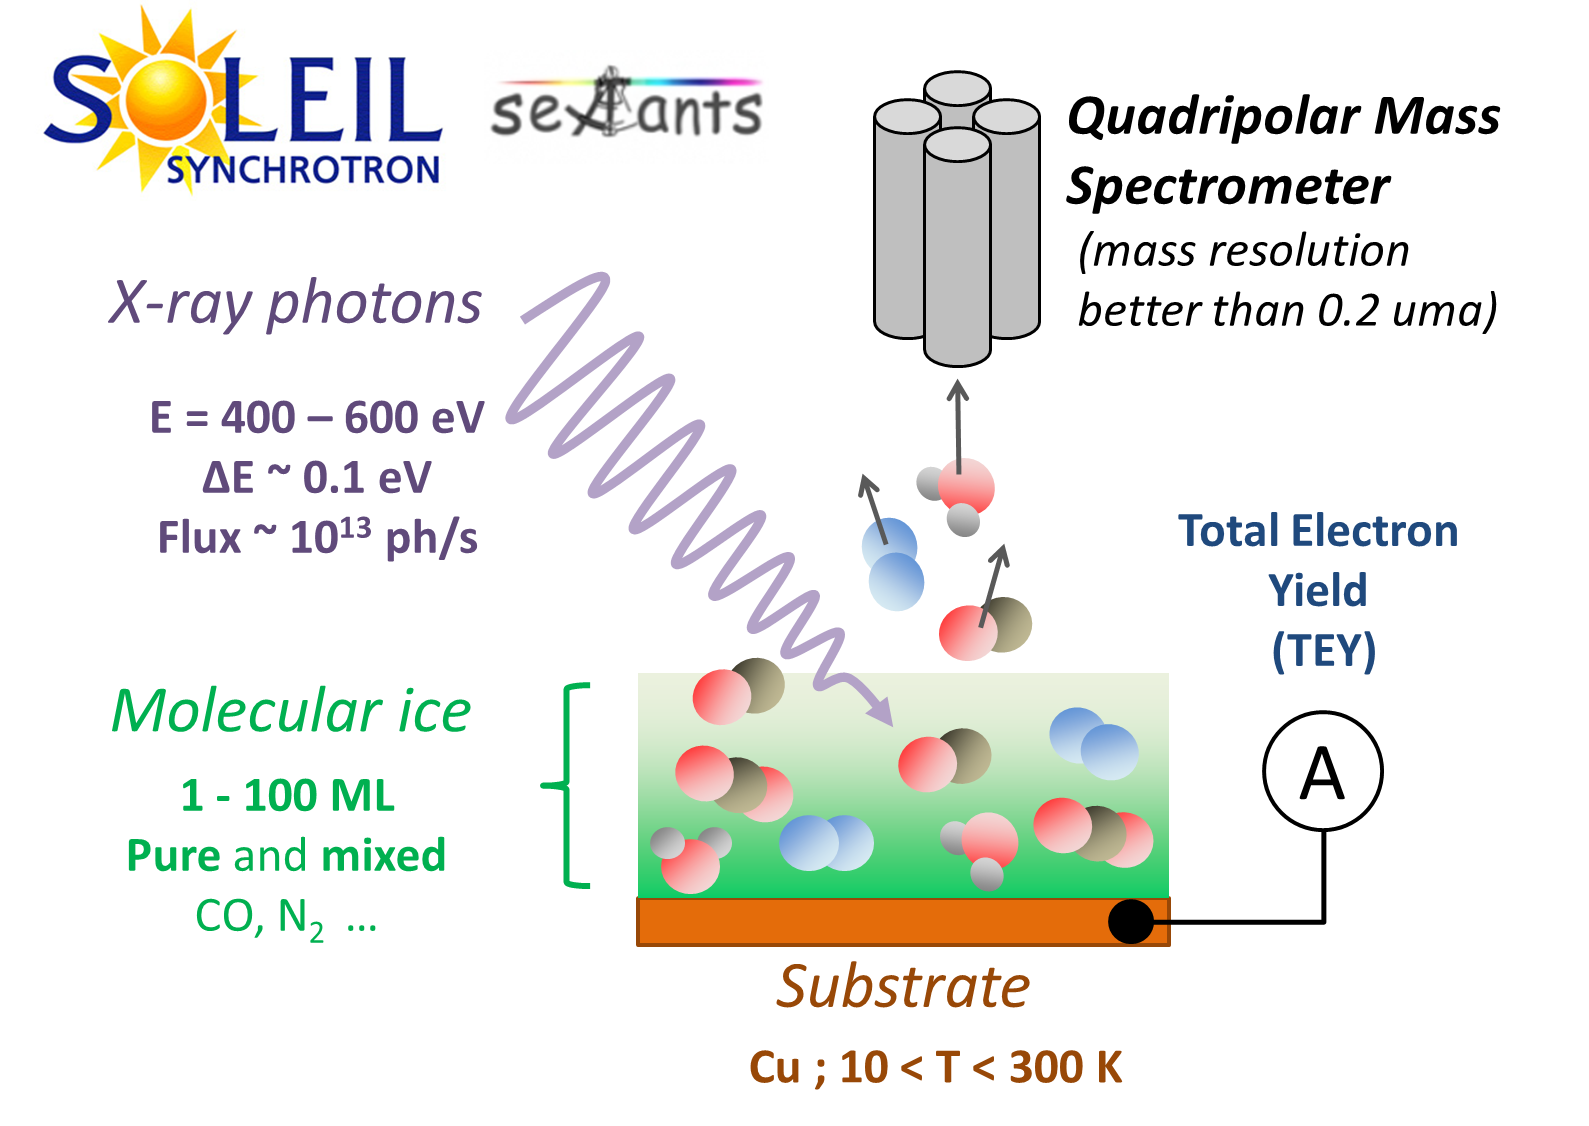 SOLEIL
SYNCHROTRON
sextants
Quadripolar Mass
Spectrometer
(mass resolution
better than 0.2 uma)
X-ray photons
E = 400 – 600 eV
ΔE ~ 0.1 eV
Flux ~ 10¹³ ph/s
Total Electron
Yield
(TEY)
A
Molecular ice
1 - 100 ML
Pure and mixed
CO, N₂ ...
Substrate
Cu ; 10 < T < 300 K